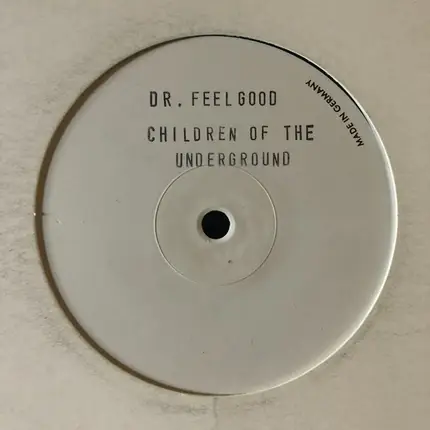 DR. FEELGOOD
CHILDREN OF THE
UNDERGROUND
MADE IN GERMANY